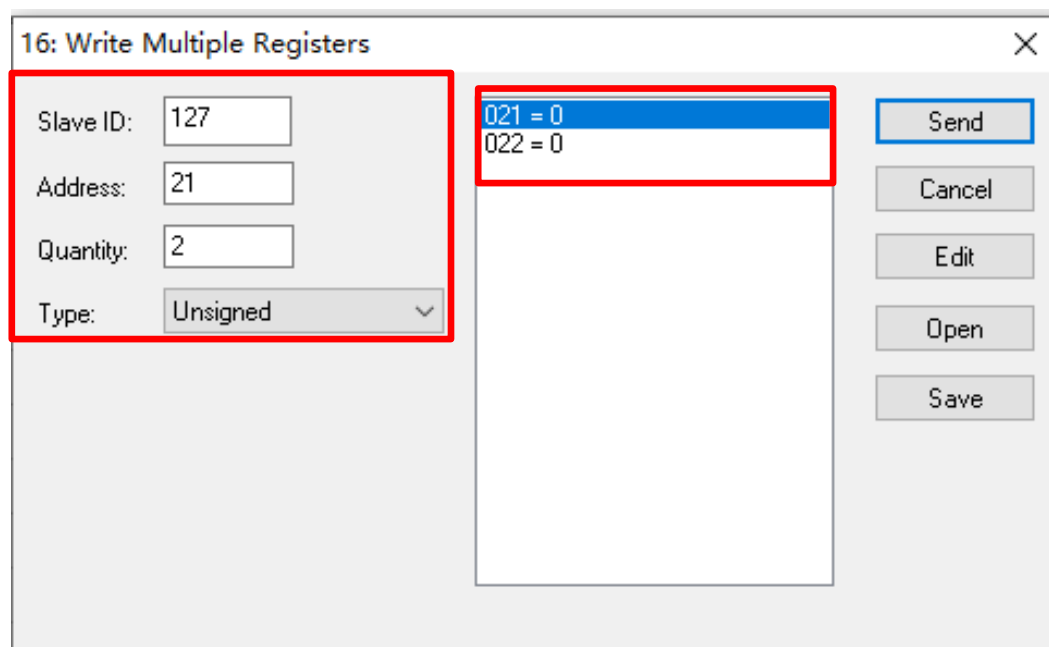 16: Write Multiple Registers
Slave ID: 127
Address: 21
Quantity: 2
Type: Unsigned
021 = 0
022 = 0
Send
Cancel
Edit
Open
Save